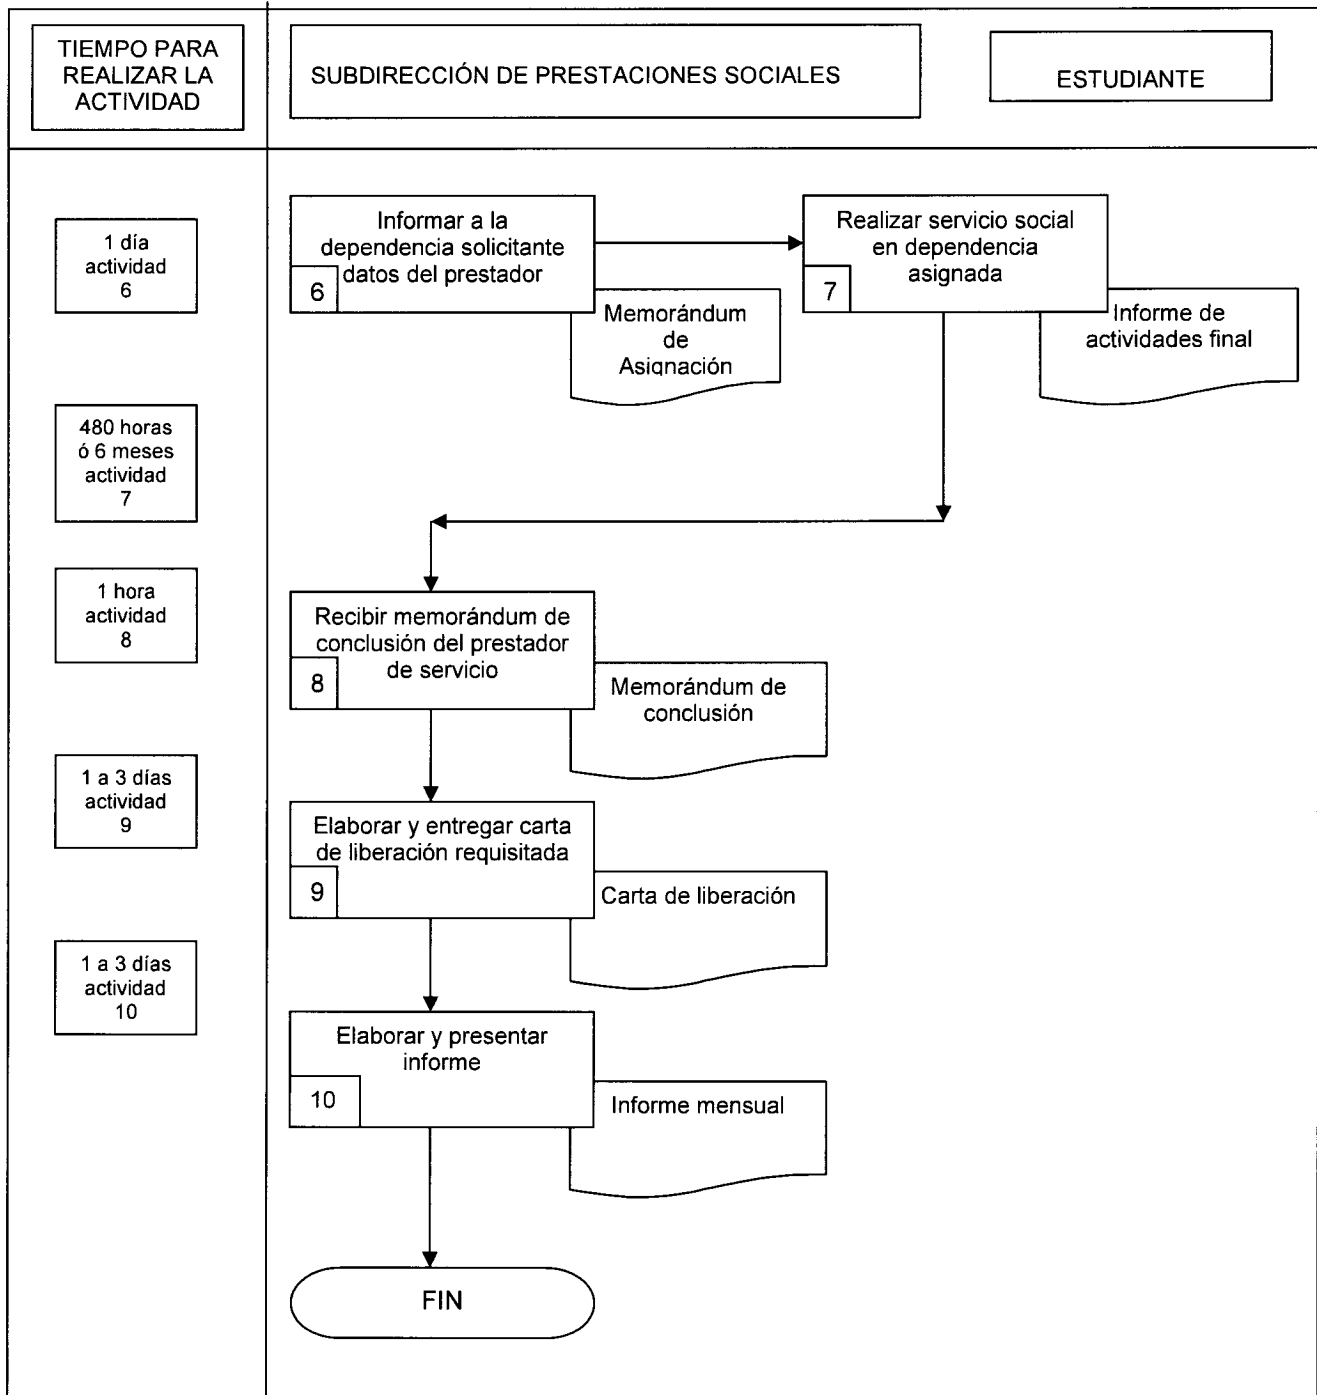 TIEMPO PARA
REALIZAR LA
ACTIVIDAD
SUBDIRECCIÓN DE PRESTACIONES SOCIALES
ESTUDIANTE
1 día
actividad
6
Informar a la
dependencia solicitante
datos del prestador
6
Memorándum
de
Asignación
Realizar servicio social
en dependencia
asignada
7
Informe de
actividades final
480 horas
ó 6 meses
actividad
7
1 hora
actividad
8
Recibir memorándum de
conclusión del prestador
de servicio
8
Memorándum de
conclusión
1 a 3 días
actividad
9
Elaborar y entregar carta
de liberación requisitada
9
Carta de liberación
1 a 3 días
actividad
10
Elaborar y presentar
informe
10
Informe mensual
FIN